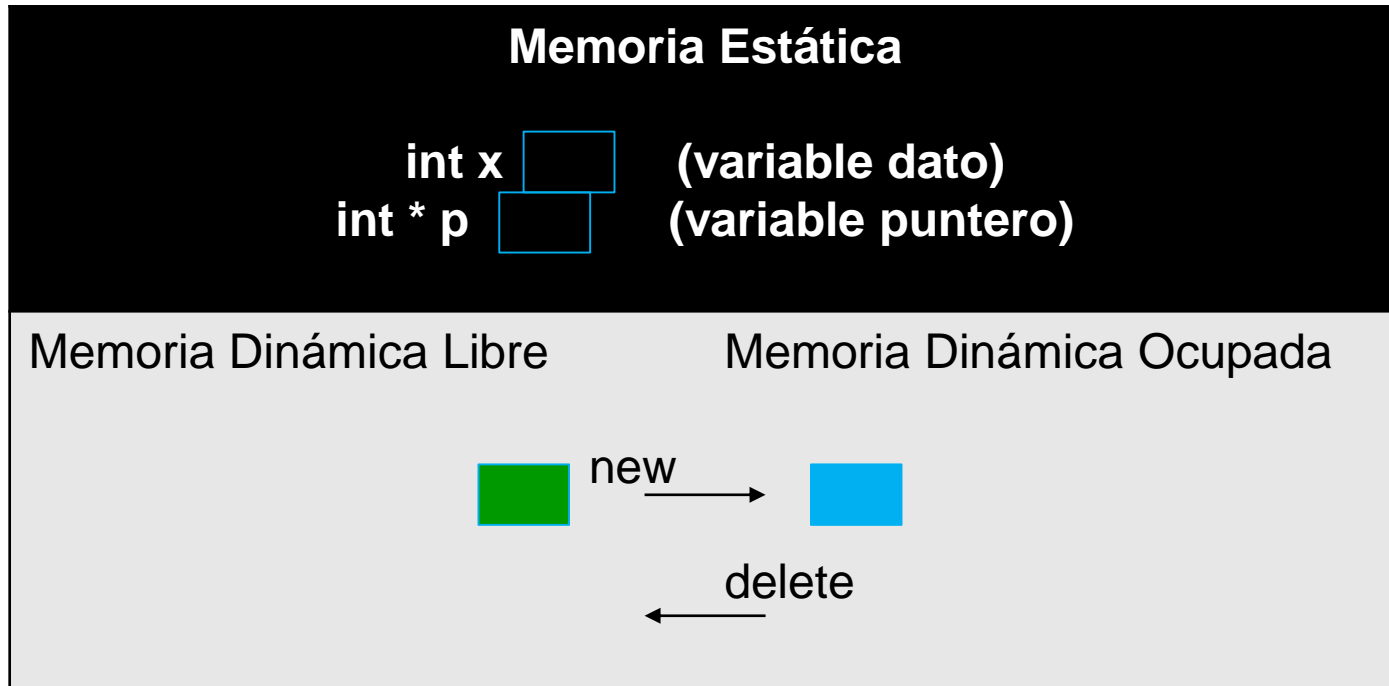 Memoria Estática
int x (variable dato)
int * p (variable puntero)
Memoria Dinámica Libre Memoria Dinámica Ocupada
new
delete